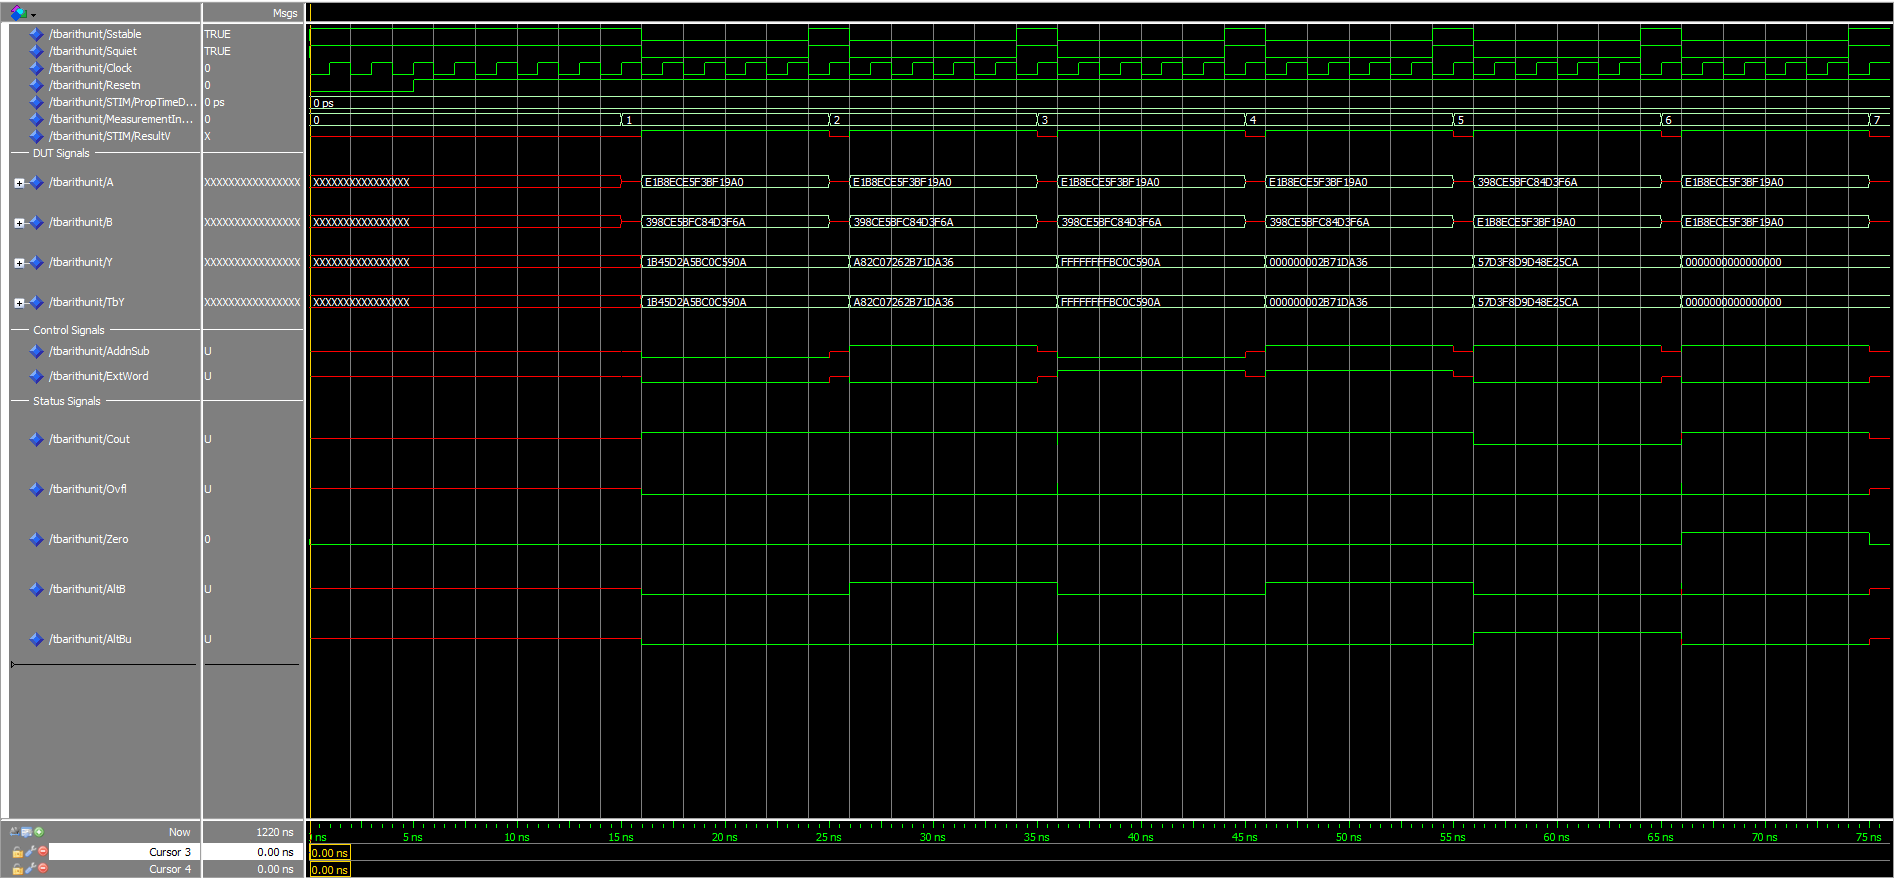 Msgs
/tbarithunit/Sstable TRUE
/tbarithunit/Squiet TRUE
/tbarithunit/Clock 0
/tbarithunit/Resetn 0
/tbarithunit/STIM/PropTimeD... 0 ps 0 ps
/tbarithunit/MeasurementIn... 0 0 1 2 3 4 5 6 7
/tbarithunit/STIM/ResultV X
DUT Signals
/tbarithunit/A XXXXXXXXXXXXXXXX XXXXXXXXXXXXXXXX E1B8ECE5F3BF19A0 E1B8ECE5F3BF19A0 E1B8ECE5F3BF19A0 E1B8ECE5F3BF19A0 398CE5BFC84D3F6A E1B8ECE5F3BF19A0
/tbarithunit/B XXXXXXXXXXXXXXXX XXXXXXXXXXXXXXXX 398CE5BFC84D3F6A 398CE5BFC84D3F6A 398CE5BFC84D3F6A 398CE5BFC84D3F6A E1B8ECE5F3BF19A0 E1B8ECE5F3BF19A0
/tbarithunit/Y XXXXXXXXXXXXXXXX XXXXXXXXXXXXXXXX 1B45D2A5BC0C590A A82C07262B71DA36 FFFFFFFFBC0C590A 000000002B71DA36 57D3F8D9D48E25CA 0000000000000000
/tbarithunit/TbY XXXXXXXXXXXXXXXX XXXXXXXXXXXXXXXX 1B45D2A5BC0C590A A82C07262B71DA36 FFFFFFFFBC0C590A 000000002B71DA36 57D3F8D9D48E25CA 0000000000000000
Control Signals
/tbarithunit/AddnSub U
/tbarithunit/ExtWord U
Status Signals
/tbarithunit/Cout U
/tbarithunit/Ovfl U
/tbarithunit/Zero 0
/tbarithunit/AltB U
/tbarithunit/AltBu U
Now 1220 ns ns 5 ns 10 ns 15 ns 20 ns 25 ns 30 ns 35 ns 40 ns 45 ns 50 ns 55 ns 60 ns 65 ns 70 ns 75 ns
Cursor 3 0.00 ns 0.00 ns
Cursor 4 0.00 ns 0.00 ns